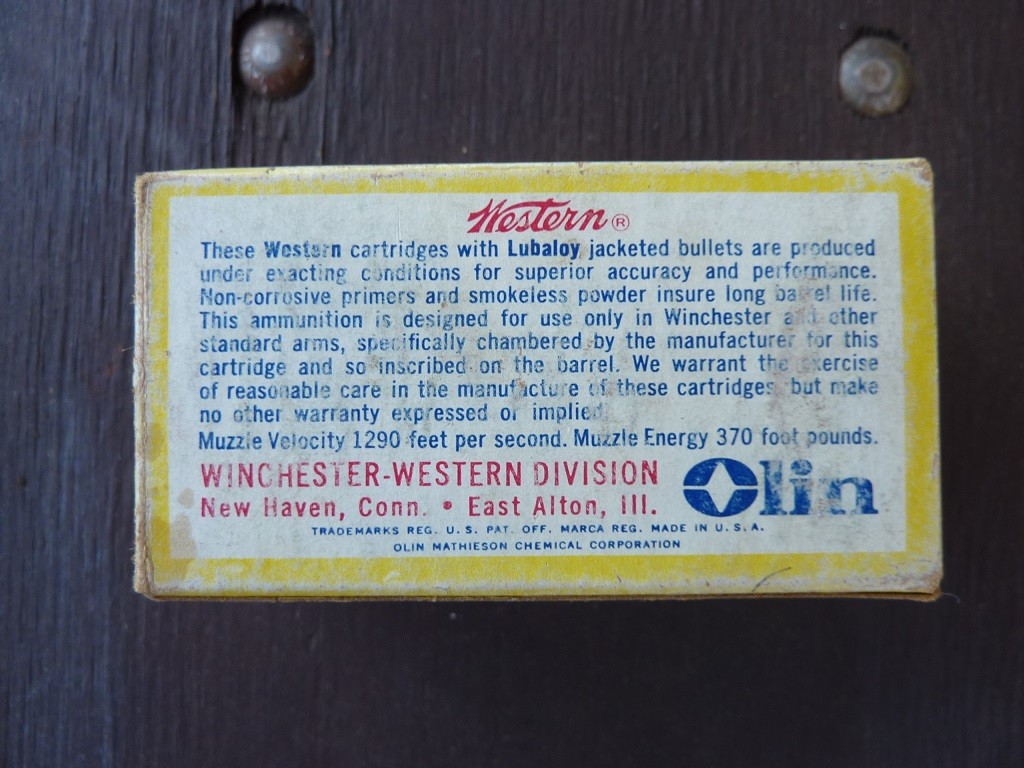 Western®
These Western cartridges with Lubaloy jacketed bullets are produced
under exacting conditions for superior accuracy and performance.
Non-corrosive primers and smokeless powder insure long barrel life.
This ammunition is designed for use only in Winchester and other
standard arms, specifically chambered by the manufacturer for this
cartridge and so inscribed on the barrel. We warrant the exercise
of reasonable care in the manufacture of these cartridges but make
no other warranty expressed or implied.
Muzzle Velocity 1290 feet per second. Muzzle Energy 370 foot pounds.
WINCHESTER-WESTERN DIVISION
New Haven, Conn. • East Alton, Ill.
Olin
TRADEMARKS REG. U. S. PAT. OFF. MARCA REG. MADE IN U. S. A.
OLIN MATHIESON CHEMICAL CORPORATION